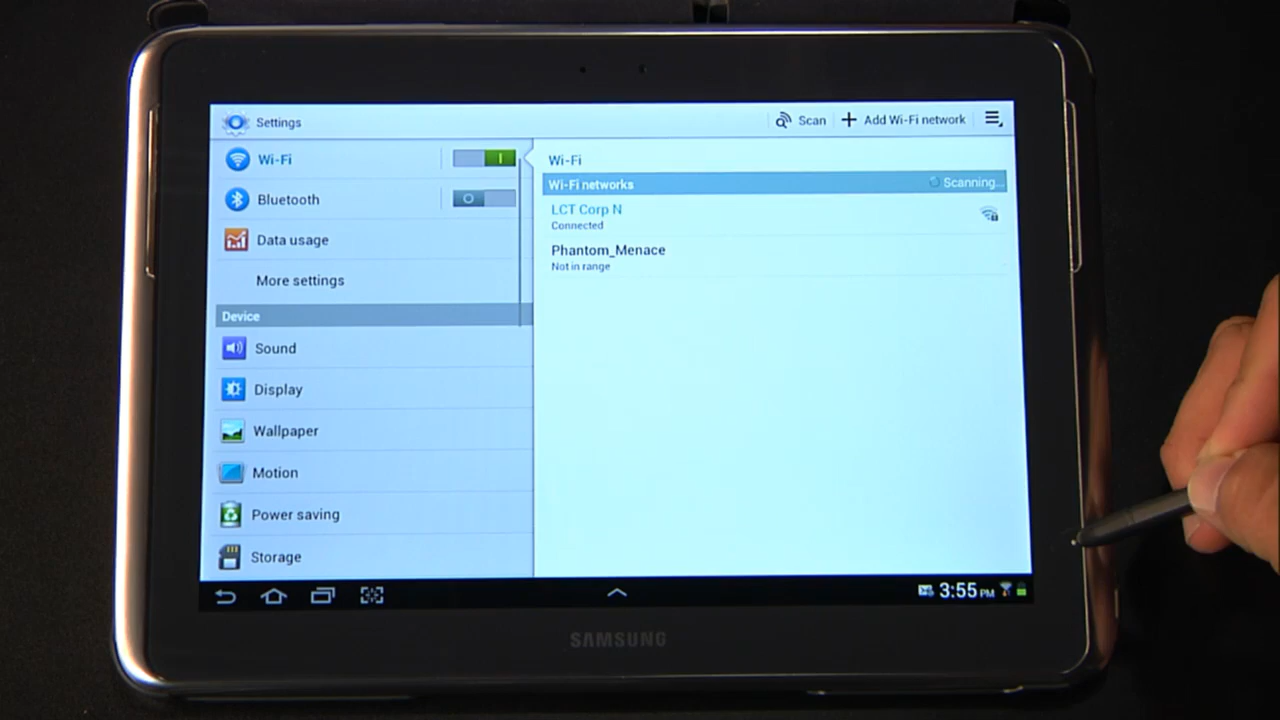 Settings
Scan
Add Wi-Fi network
Wi-Fi
Bluetooth
Data usage
More settings
Device
Sound
Display
Wallpaper
Motion
Power saving
Storage
Wi-Fi
Wi-Fi networks
Scanning...
LCT Corp N
Connected
Phantom_Menace
Not in range
3:55 PM
SAMSUNG